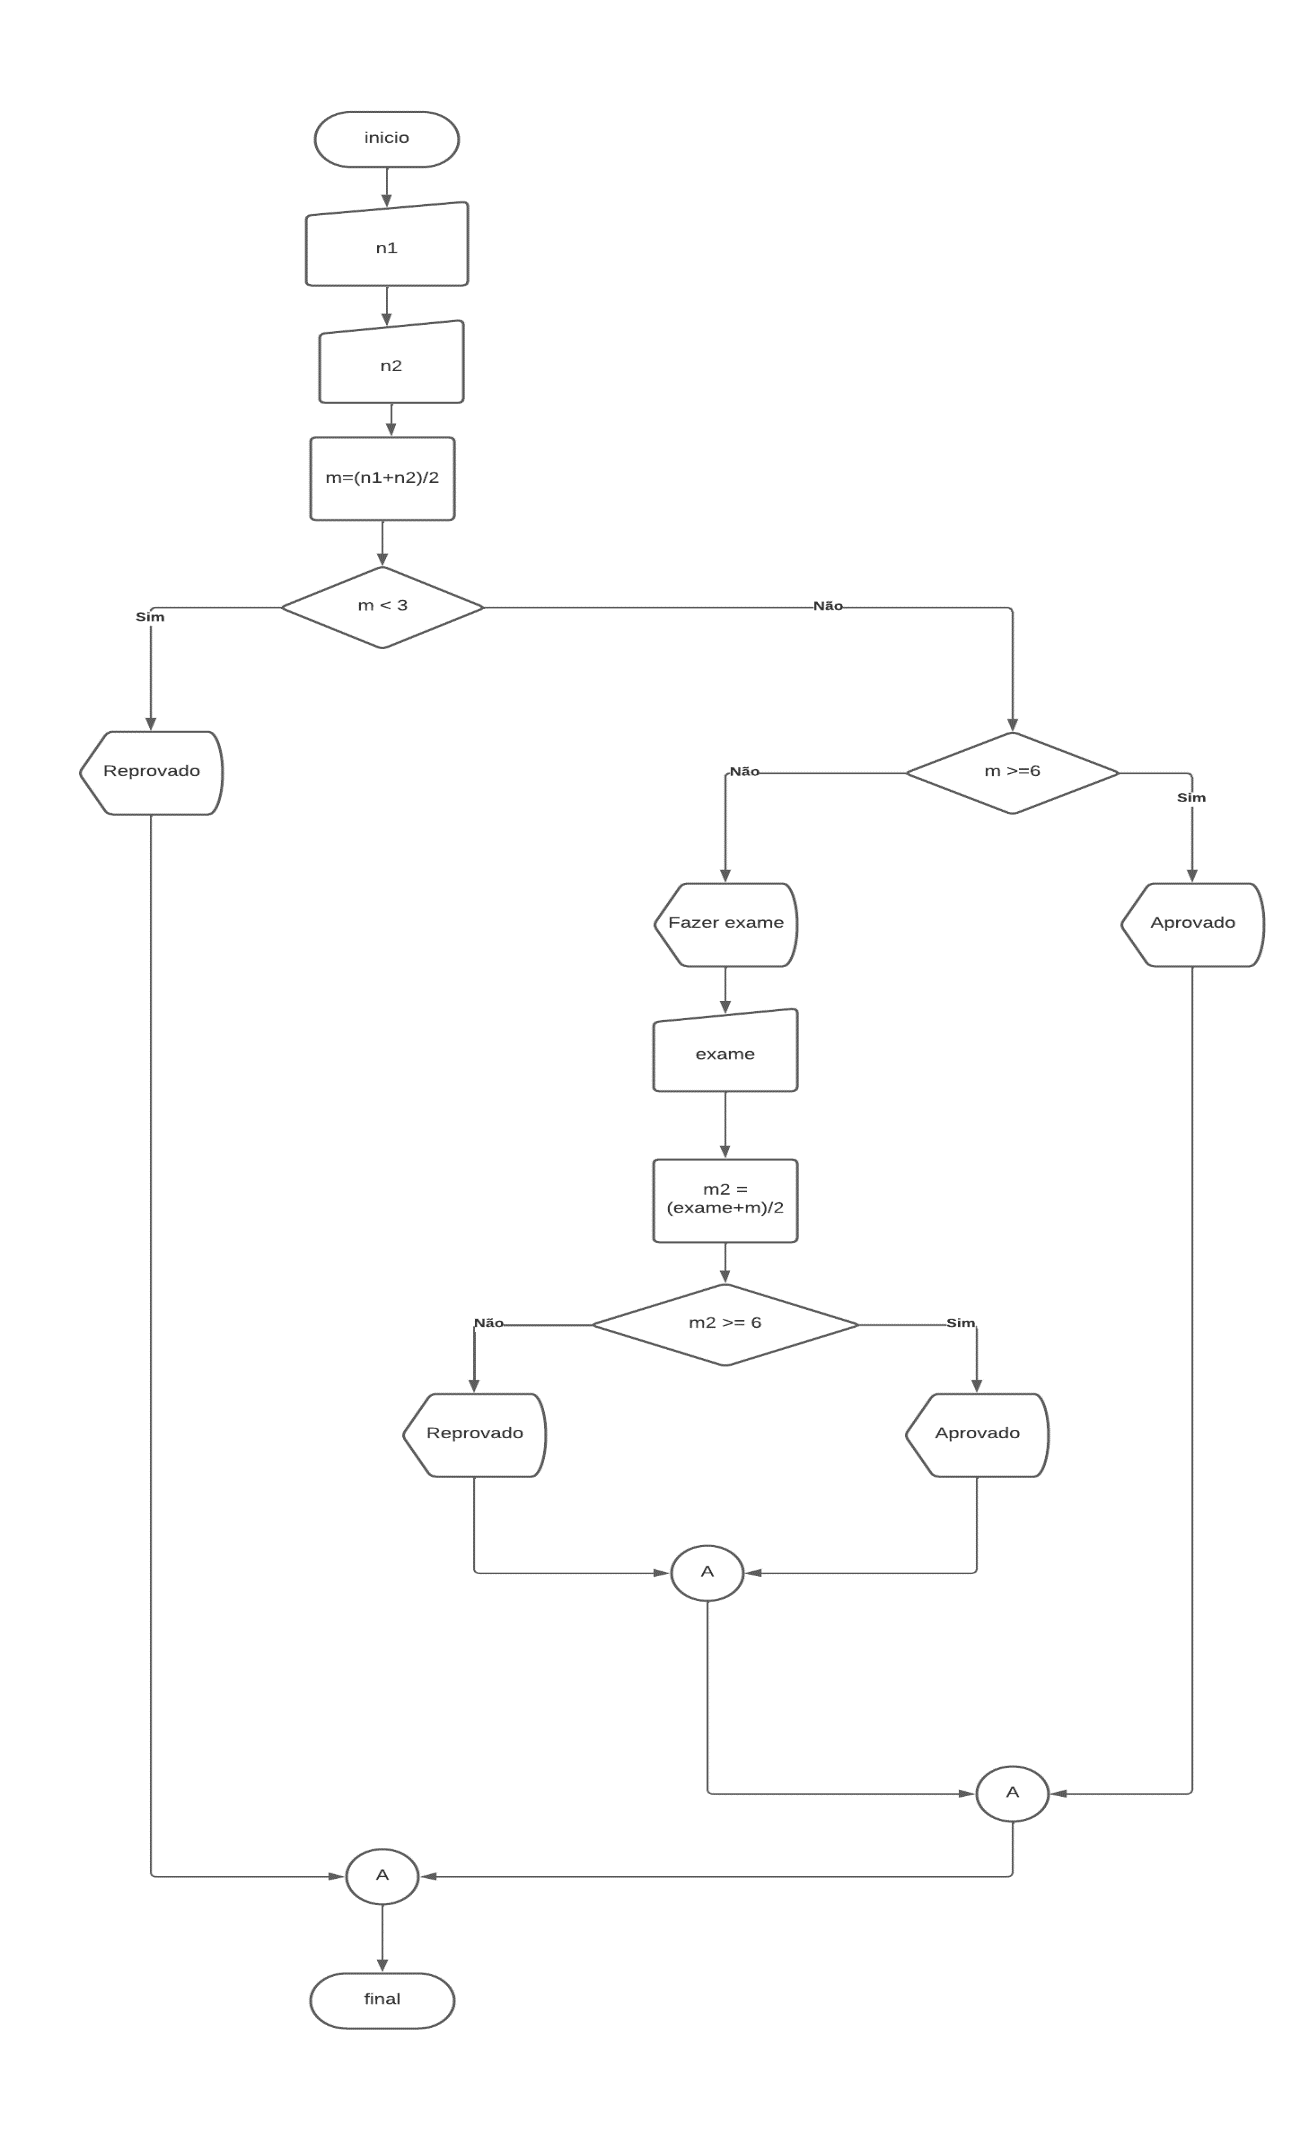 inicio
n1
n2
m=(n1+n2)/2
m < 3
Sim
Não
Reprovado
m >=6
Não
Sim
Fazer exame
Aprovado
exame
m2 =
(exame+m)/2
m2 >= 6
Não
Sim
Reprovado
Aprovado
A
A
A
final